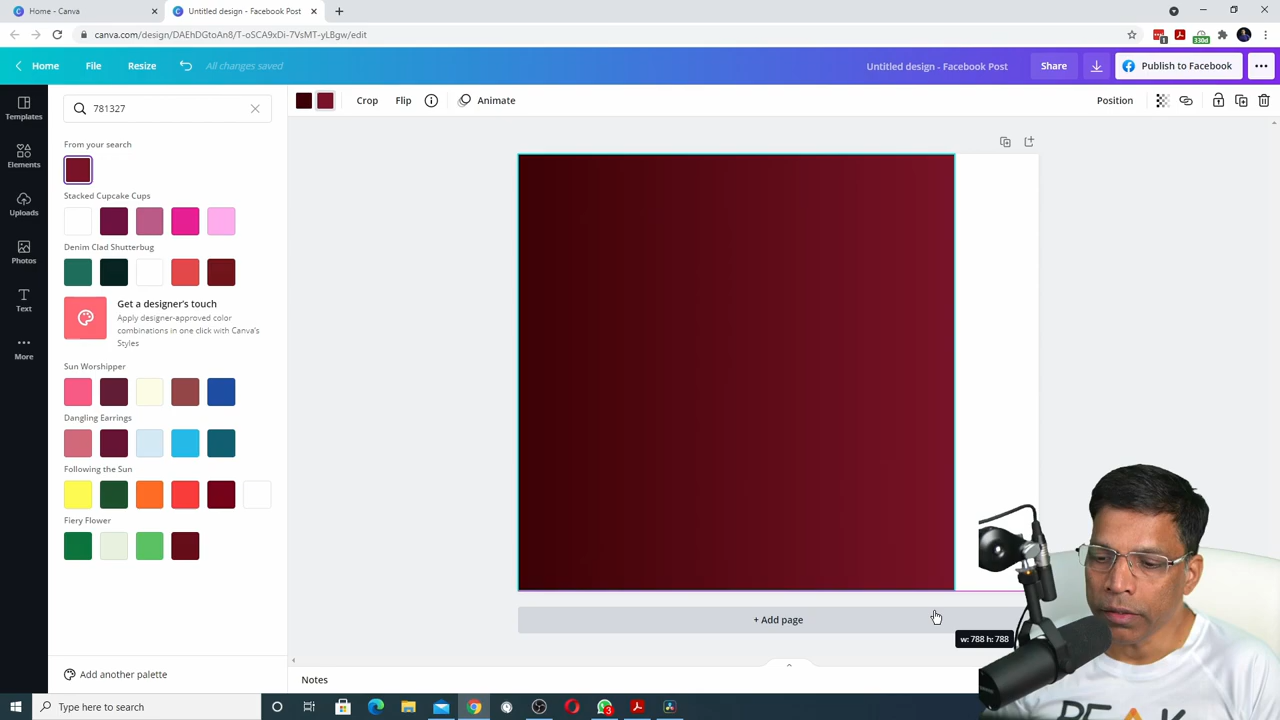 Home - Canva
Untitled design - Facebook Post
canva.com/design/DAEhDGtoAn8/T-oSCA9xDi-7VsMT-yLBgw/edit
1
330d
Home
File
Resize
All changes saved
Untitled design - Facebook Post
Share
Publish to Facebook
Templates
Elements
Uploads
Photos
Text
More
781327
Crop
Flip
Animate
Position
From your search
Stacked Cupcake Cups
Denim Clad Shutterbug
Get a designer's touch
Apply designer-approved color
combinations in one click with Canva's
Styles
Sun Worshipper
Dangling Earrings
Following the Sun
Fiery Flower
Add another palette
+ Add page
w: 788 h: 788
Notes
Type here to search
3